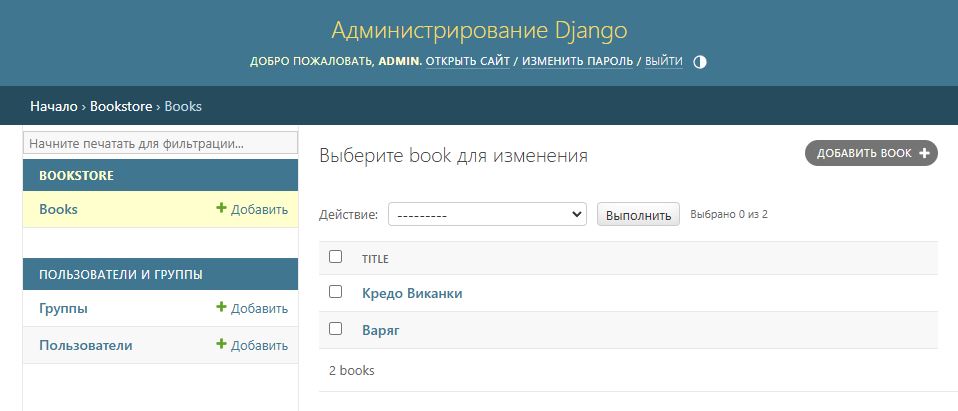 Администрирование Django
ДОБРО ПОЖАЛОВАТЬ, ADMIN. ОТКРЫТЬ САЙТ / ИЗМЕНИТЬ ПАРОЛЬ / ВЫЙТИ
Начало › Bookstore › Books
Начните печатать для фильтрации...
BOOKSTORE
Books + Добавить
ПОЛЬЗОВАТЕЛИ И ГРУППЫ
Группы + Добавить
Пользователи + Добавить
Выберите book для изменения
ДОБАВИТЬ BOOK +
Действие: --------- Выполнить Выбрано 0 из 2
TITLE
Кредо Виканки
Варяг
2 books